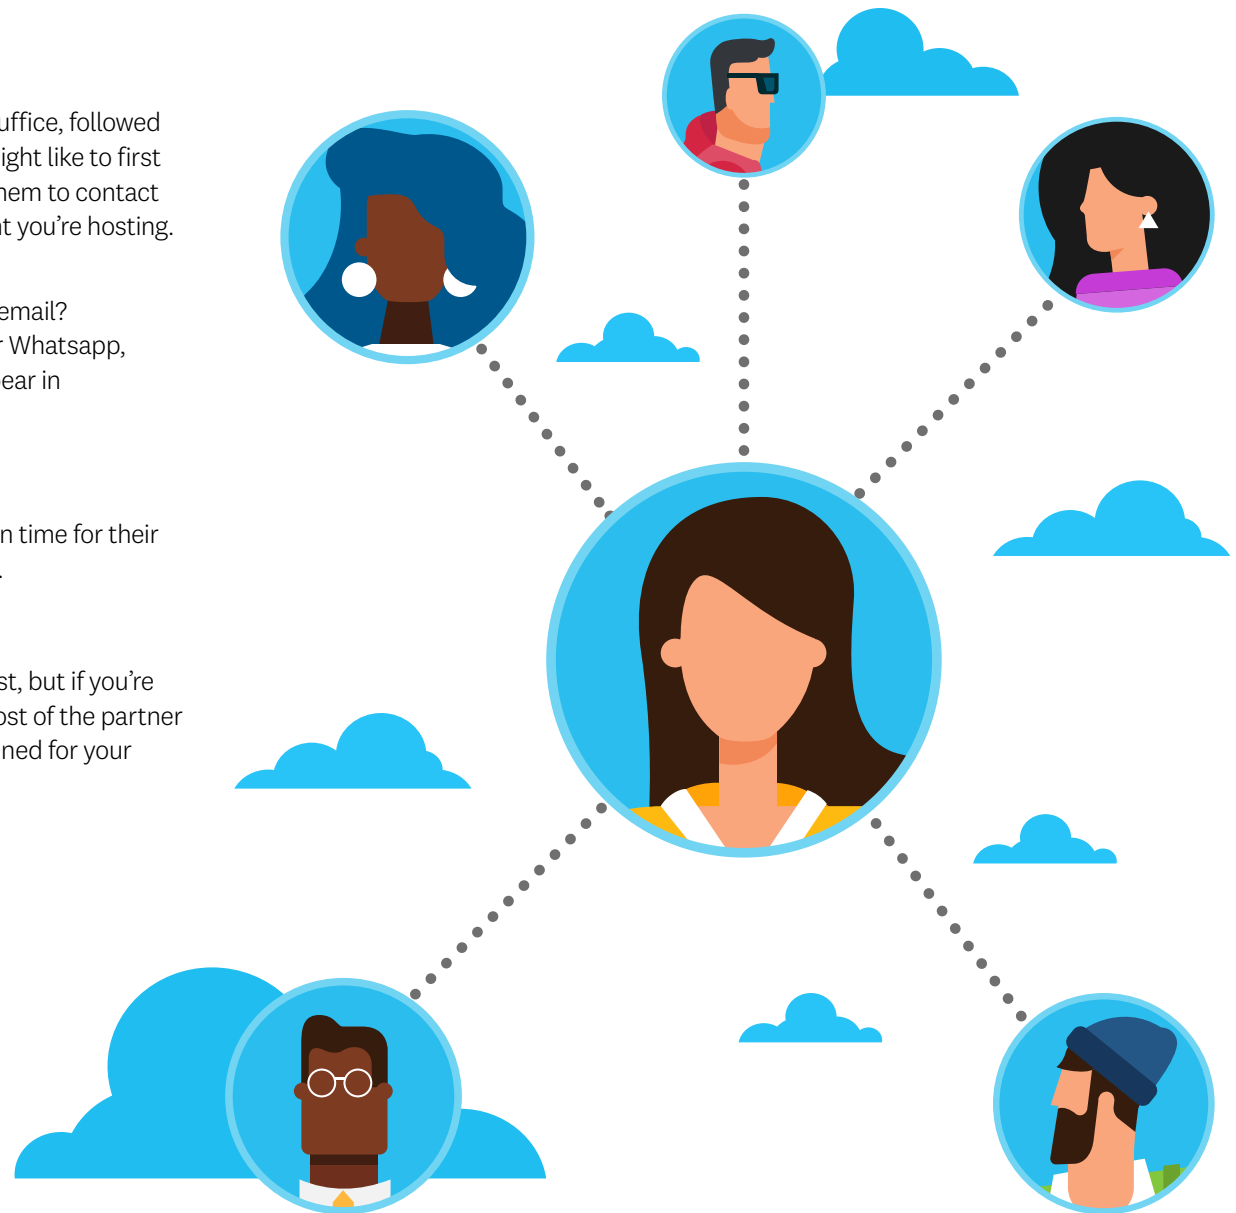 uffice, followed
ight like to first
hem to contact
t you’re hosting.
email?
r Whatsapp,
ear in
n time for their
.
st, but if you’re
ost of the partner
ned for your